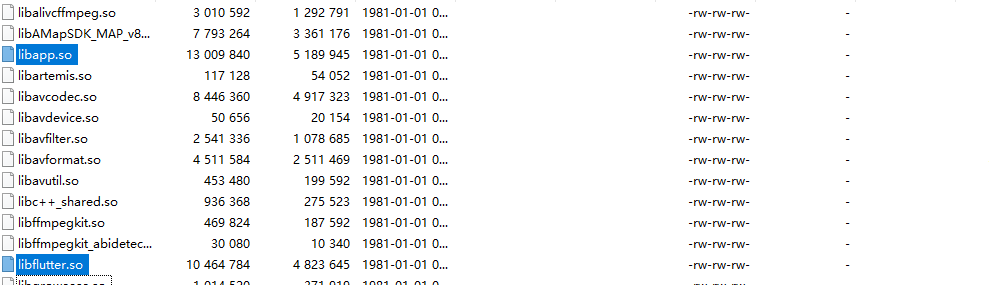 libalivcffmpeg.so 3 010 592 1 292 791 1981-01-01 0... -rw-rw-rw- -
libAMapSDK_MAP_v8... 7 793 264 3 361 176 1981-01-01 0... -rw-rw-rw- -
libapp.so 13 009 840 5 189 945 1981-01-01 0... -rw-rw-rw- -
libartemis.so 117 128 54 052 1981-01-01 0... -rw-rw-rw- -
libavcodec.so 8 446 360 4 917 323 1981-01-01 0... -rw-rw-rw- -
libavdevice.so 50 656 20 154 1981-01-01 0... -rw-rw-rw- -
libavfilter.so 2 541 336 1 078 685 1981-01-01 0... -rw-rw-rw- -
libavformat.so 4 511 584 2 511 469 1981-01-01 0... -rw-rw-rw- -
libavutil.so 453 480 199 592 1981-01-01 0... -rw-rw-rw- -
libc++_shared.so 936 368 275 523 1981-01-01 0... -rw-rw-rw- -
libffmpegkit.so 469 824 187 592 1981-01-01 0... -rw-rw-rw- -
libffmpegkit_abidetec... 30 080 10 340 1981-01-01 0... -rw-rw-rw- -
libflutter.so 10 464 784 4 823 645 1981-01-01 0... -rw-rw-rw- -